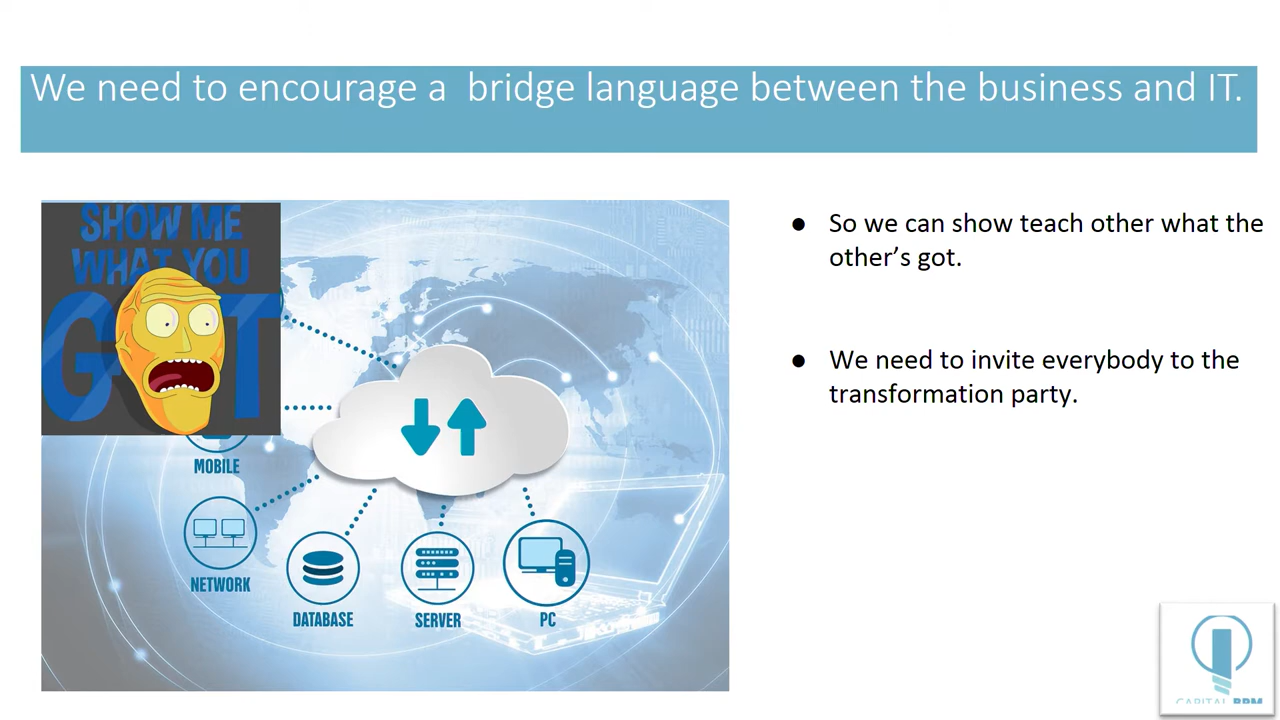 We need to encourage a  bridge language between the business and IT.
SHOW ME
WHAT YOU
GOT
● So we can show teach other what the
other’s got.
● We need to invite everybody to the
transformation party.
MOBILE
NETWORK
DATABASE
SERVER
PC
CAPITAL BPM